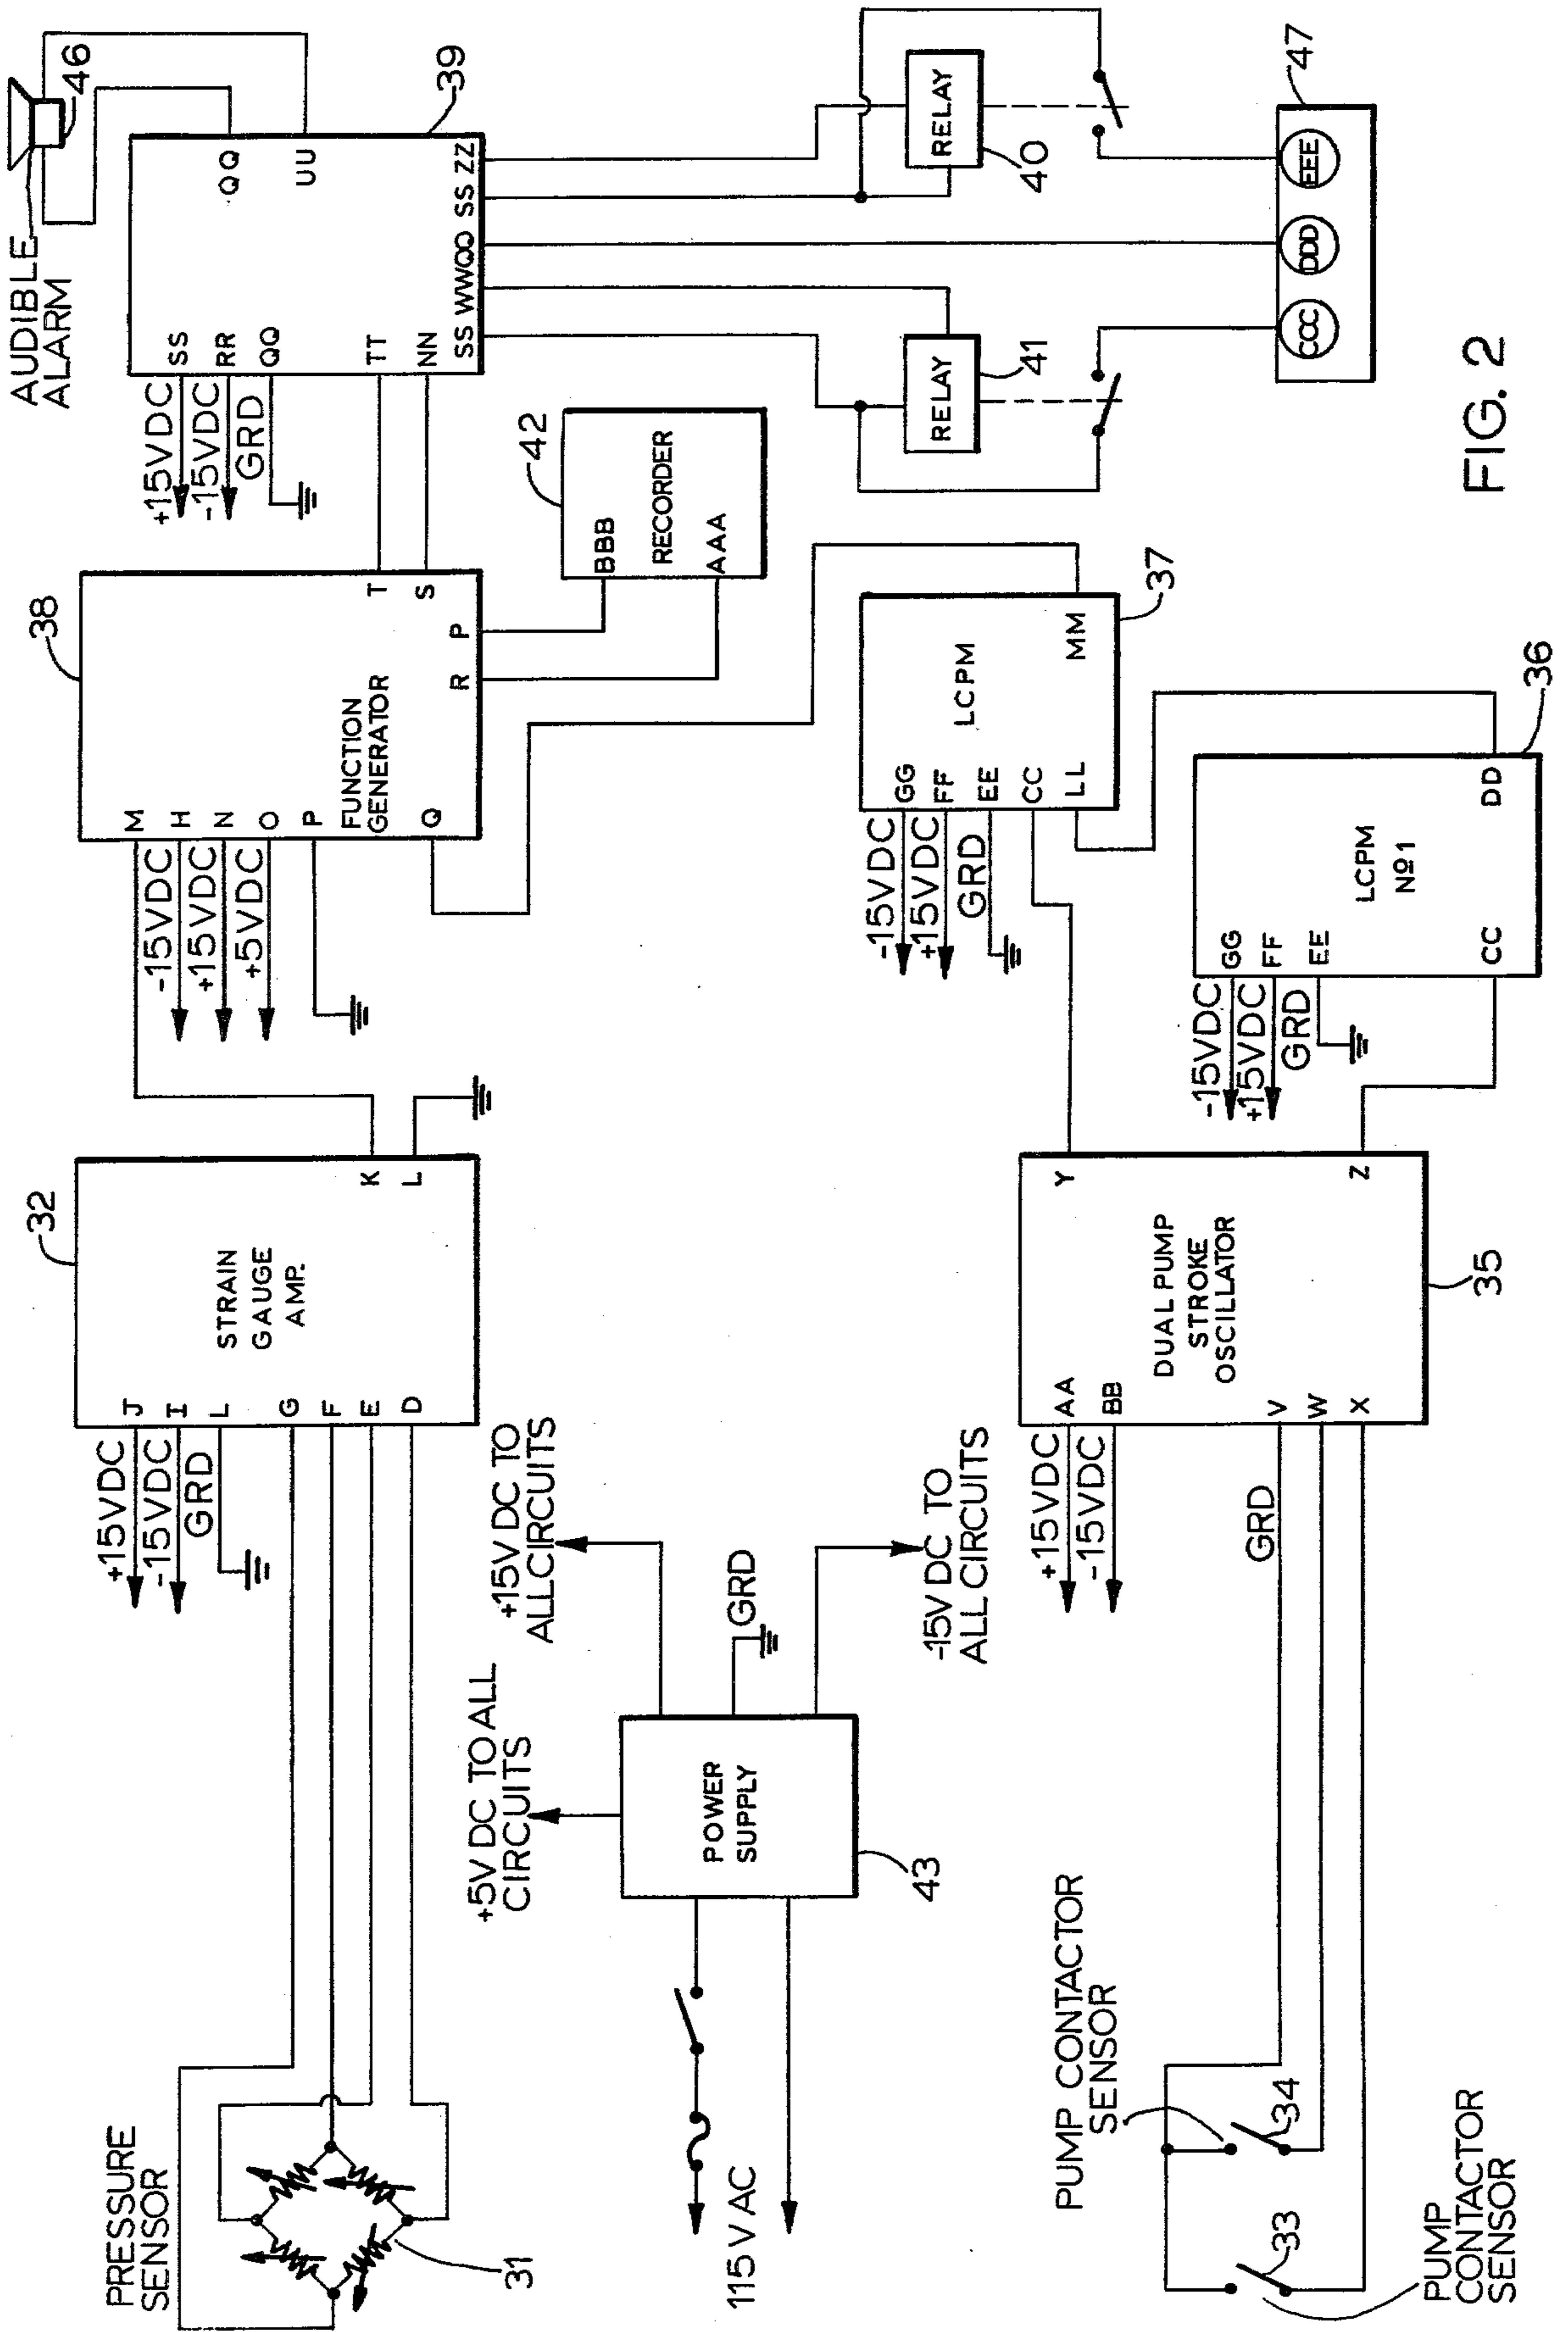 AUDIBLE
ALARM
46
39
QQ
UU
+15VDC
SS
-15VDC
RR
GRD
QQ
TT
NN
SS
WW
QQ
SS
ZZ
RELAY
40
RELAY
41
47
CCC
DDD
EEE
38
M
-15VDC
H
+15VDC
N
+5VDC
O
P
FUNCTION
GENERATOR
Q
T
S
R
P
42
BBB
RECORDER
AAA
37
-15VDC
GG
+15VDC
FF
GRD
EE
CC
LL
LCPM
MM
36
-15VDC
GG
+15VDC
FF
GRD
EE
CC
LCPM
Nº1
DD
32
+15VDC
J
-15VDC
I
GRD
L
G
F
E
D
STRAIN
GAUGE
AMP.
K
L
PRESSURE
SENSOR
31
+5V DC TO ALL
CIRCUITS
+15V DC TO
ALL CIRCUITS
GRD
-15V DC TO
ALL CIRCUITS
POWER
SUPPLY
43
115 V AC
+15VDC
AA
-15VDC
BB
GRD
V
W
X
DUAL PUMP
STROKE
OSCILLATOR
Y
Z
35
PUMP CONTACTOR
SENSOR
34
33
PUMP
CONTACTOR
SENSOR
FIG. 2